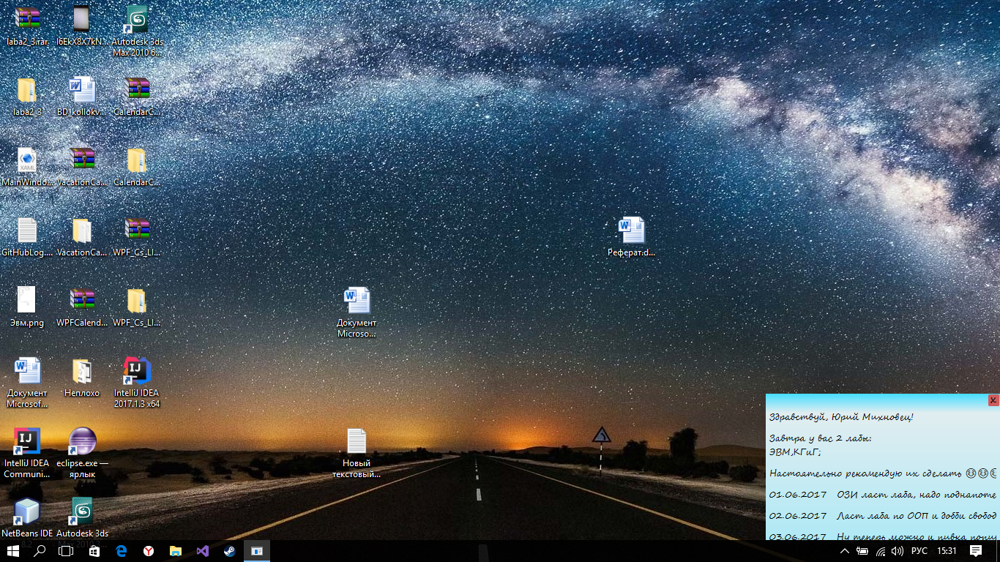 laba2_3.rar
I6EkX8X7kN...
Autodesk 3ds
Max 2010 6...
laba2_3
BD_kollokv...
CalendarC...
MainWindo...
VacationCa...
CalendarC...
GitHubLog....
VacationCa...
WPF_Cs_LI...
Реферат.d...
Эвм.png
WPFCalend...
WPF_Cs_LI...
Документ
Microso...
Документ
Microsof...
Неплохо
IntelliJ IDEA
2017.1.3 x64
IntelliJ IDEA
Communi...
eclipse.exe —
ярлык
Новый
текстовый...
NetBeans IDE
8.2
Autodesk 3ds
Здравствуй, Юрий Михновец!
Завтра у вас 2 лабы:
ЭВМ,КГиГ;
Настоятельно рекомендую их сделать
01.06.2017 ОЗИ ласт лаба, надо поднапоте
02.06.2017 Ласт лаба по ООП и добби свобод
03.06.2017 Ну теперь можно и пивка попи
РУС
15:31